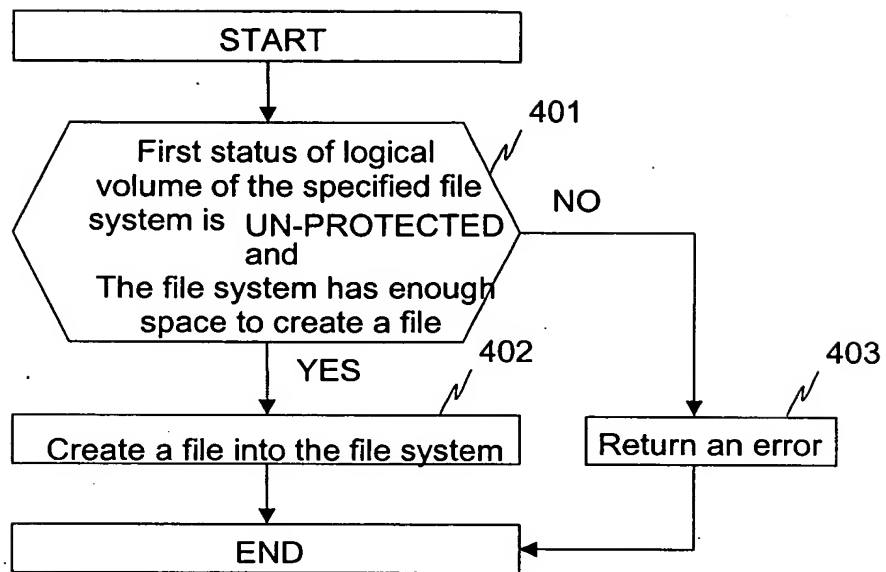 START
401
First status of logical
volume of the specified file
system is UN-PROTECTED
and
The file system has enough
space to create a file
NO
YES
402
403
Create a file into the file system
Return an error
END